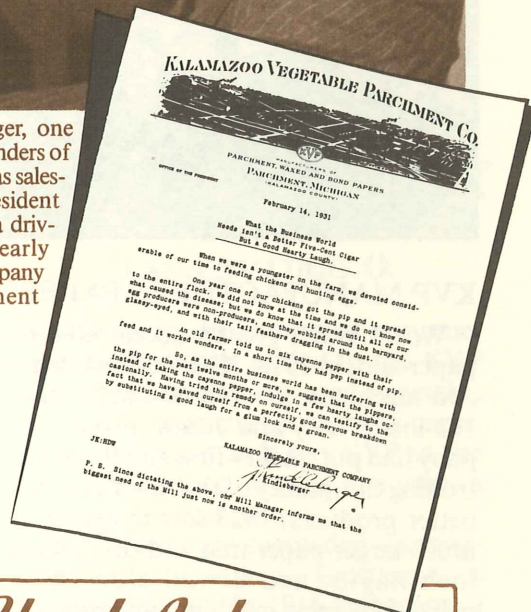 ger, one
nders of
as sales-
esident
a driv-
early
pany
ment
KALAMAZOO VEGETABLE PARCHMENT CO.
KVP
MANUFACTURERS OF
PARCHMENT, WAXED AND BOND PAPERS
PARCHMENT, MICHIGAN
(KALAMAZOO COUNTY)
OFFICE OF THE PRESIDENT
February 14, 1931
What the Business World
Needs isn't a Better Five-Cent Cigar
But a Good Hearty Laugh.
When we were a youngster on the farm, we devoted consid-
erable of our time to feeding chickens and hunting eggs.
One year one of our chickens got the pip and it spread
to the entire flock. We did not know at the time and we do not know now
what caused the disease; but we do know that it spread until all of our
egg producers were non-producers, and they wobbled around the barnyard,
glassy-eyed, and with their tail feathers dragging in the dust.
An old farmer told us to mix cayenne pepper with their
feed and it worked wonders. In a short time they had pep instead of pip.
So, as the entire business world has been suffering with
the pip for the past twelve months or more, we suggest that the pippers,
instead of taking the cayenne pepper, indulge in a few hearty laughs oc-
casionally. Having tried this remedy on ourself, we can testify to the
fact that we have saved ourself from a perfectly good nervous breakdown
by substituting a good laugh for a glum look and a groan.
Sincerely yours,
KALAMAZOO VEGETABLE PARCHMENT COMPANY
J. Kindleberger
JK:HDW
P. S. Since dictating the above, our Mill Manager informs me that the
biggest need of the Mill just now is another order.